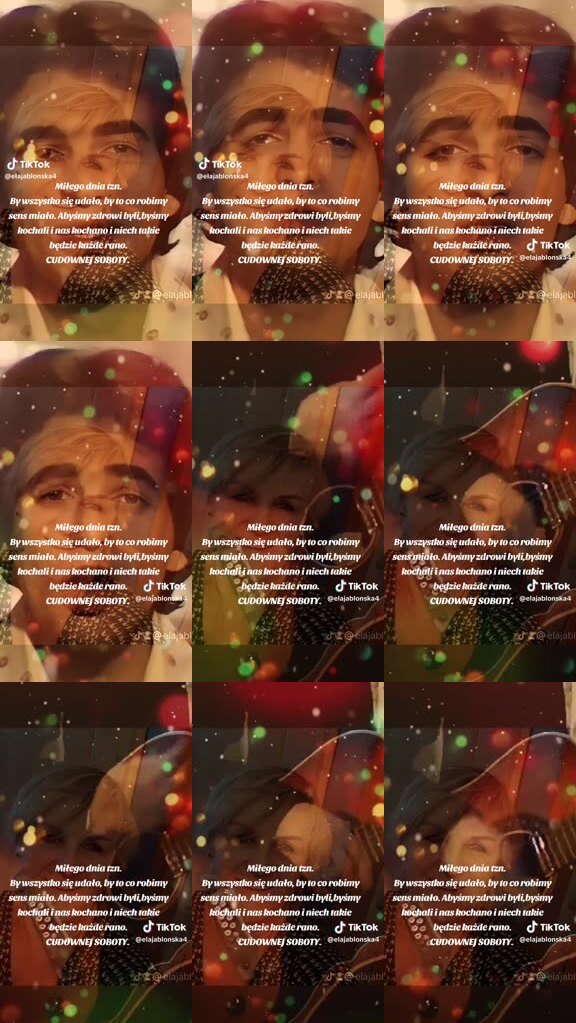 TikTok
@elajablonska4
Miłego dnia tzn.
By wszystko się udało, by to co robimy
sens miało. Abyśmy zdrowi byli,byśmy
kochali i nas kochano i niech takie
będzie każde rano.
CUDOWNEJ SOBOTY.
@elajabl
TikTok
@elajablonska4
Miłego dnia tzn.
By wszystko się udało, by to co robimy
sens miało. Abyśmy zdrowi byli,byśmy
kochali i nas kochano i niech takie
będzie każde rano.
CUDOWNEJ SOBOTY.
@elajabl
Miłego dnia tzn.
By wszystko się udało, by to co robimy
sens miało. Abyśmy zdrowi byli,byśmy
kochali i nas kochano i niech takie
będzie każde rano.
TikTok
@elajablonska4
CUDOWNEJ SOBOTY.
@elajabl
Miłego dnia tzn.
By wszystko się udało, by to co robimy
sens miało. Abyśmy zdrowi byli,byśmy
kochali i nas kochano i niech takie
będzie każde rano.
TikTok
@elajablonska4
CUDOWNEJ SOBOTY.
@elajabl
Miłego dnia tzn.
By wszystko się udało, by to co robimy
sens miało. Abyśmy zdrowi byli,byśmy
kochali i nas kochano i niech takie
będzie każde rano.
TikTok
@elajablonska4
CUDOWNEJ SOBOTY.
@elajabl
Miłego dnia tzn.
By wszystko się udało, by to co robimy
sens miało. Abyśmy zdrowi byli,byśmy
kochali i nas kochano i niech takie
będzie każde rano.
TikTok
@elajablonska4
CUDOWNEJ SOBOTY.
@elajabl
Miłego dnia tzn.
By wszystko się udało, by to co robimy
sens miało. Abyśmy zdrowi byli,byśmy
kochali i nas kochano i niech takie
będzie każde rano.
TikTok
@elajablonska4
CUDOWNEJ SOBOTY.
@elajabl
Miłego dnia tzn.
By wszystko się udało, by to co robimy
sens miało. Abyśmy zdrowi byli,byśmy
kochali i nas kochano i niech takie
będzie każde rano.
TikTok
@elajablonska4
CUDOWNEJ SOBOTY.
@elajabl
Miłego dnia tzn.
By wszystko się udało, by to co robimy
sens miało. Abyśmy zdrowi byli,byśmy
kochali i nas kochano i niech takie
będzie każde rano.
TikTok
@elajablonska4
CUDOWNEJ SOBOTY.
@elajabl